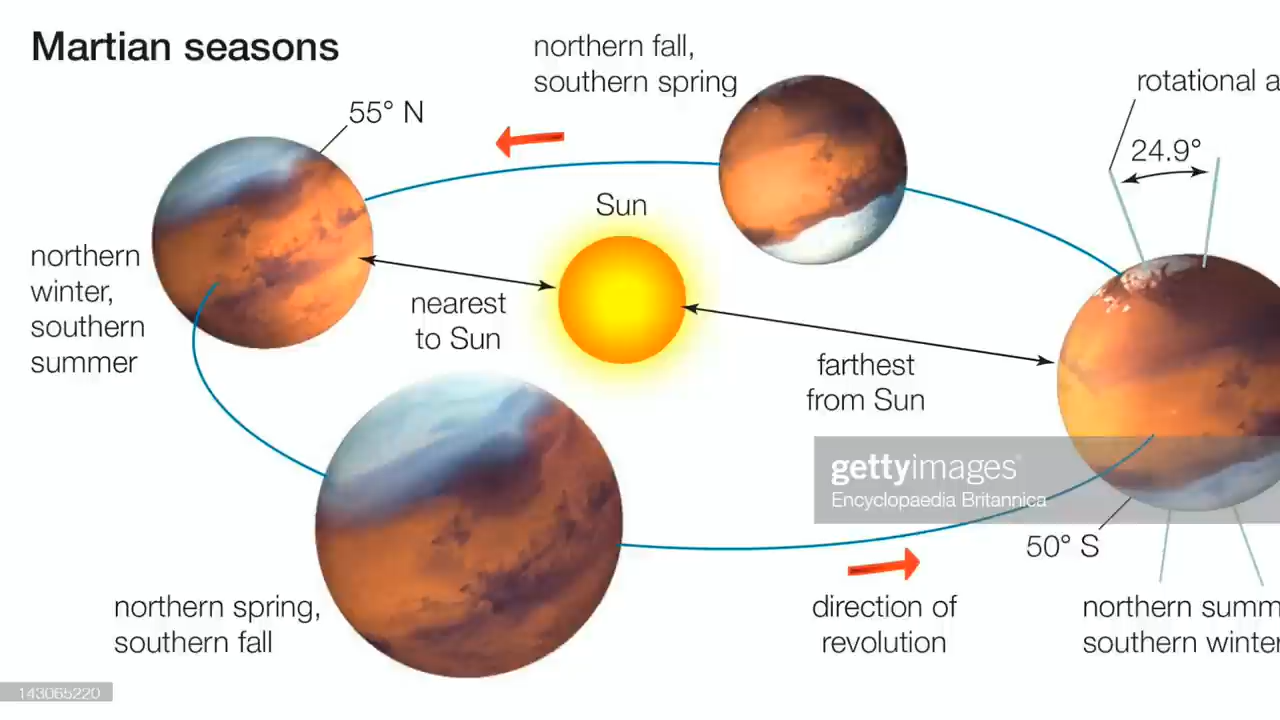 Martian seasons
northern fall,
southern spring
rotational a
55° N
24.9°
Sun
northern
winter,
southern
summer
nearest
to Sun
farthest
from Sun
gettyimages®
Encyclopaedia Britannica
50° S
northern spring,
southern fall
direction of
revolution
northern summ
southern winter
143065220